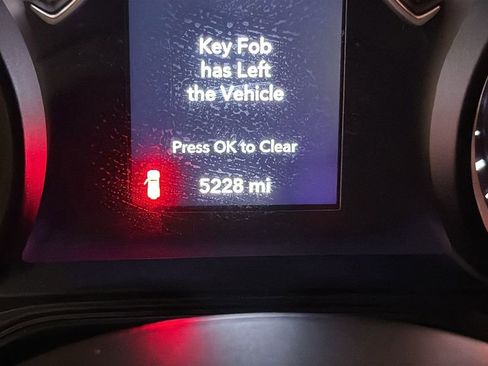 Key Fob
has Left
the Vehicle
Press OK to Clear
5228 mi